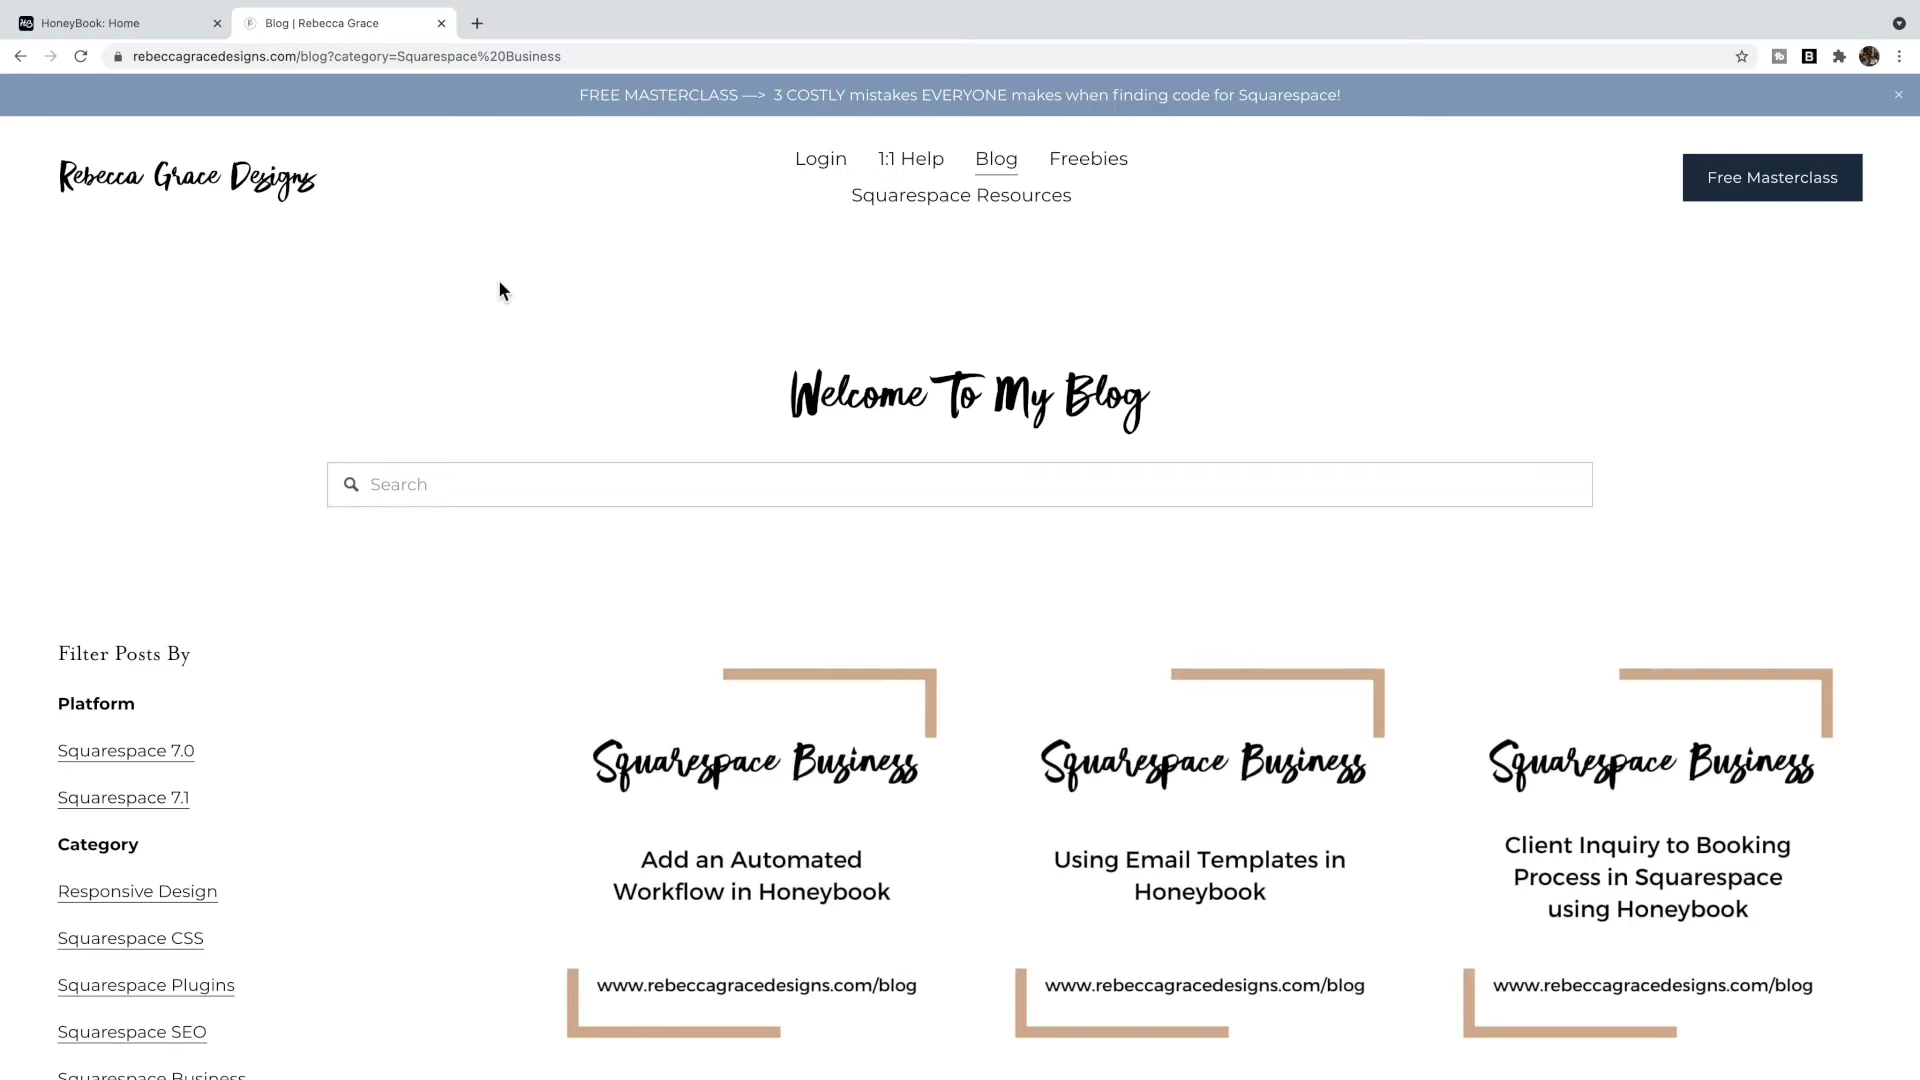 HoneyBook: Home
Blog | Rebecca Grace
rebeccagracedesigns.com/blog?category=Squarespace%20Business
FREE MASTERCLASS —> 3 COSTLY mistakes EVERYONE makes when finding code for Squarespace!
Rebecca Grace Designs
Login 1:1 Help Blog Freebies
Squarespace Resources
Free Masterclass
Welcome To My Blog
Search
Filter Posts By
Platform
Squarespace 7.0
Squarespace 7.1
Category
Responsive Design
Squarespace CSS
Squarespace Plugins
Squarespace SEO
Squarespace Business
Squarespace Business
Add an Automated
Workflow in Honeybook
www.rebeccagracedesigns.com/blog
Squarespace Business
Using Email Templates in
Honeybook
www.rebeccagracedesigns.com/blog
Squarespace Business
Client Inquiry to Booking
Process in Squarespace
using Honeybook
www.rebeccagracedesigns.com/blog